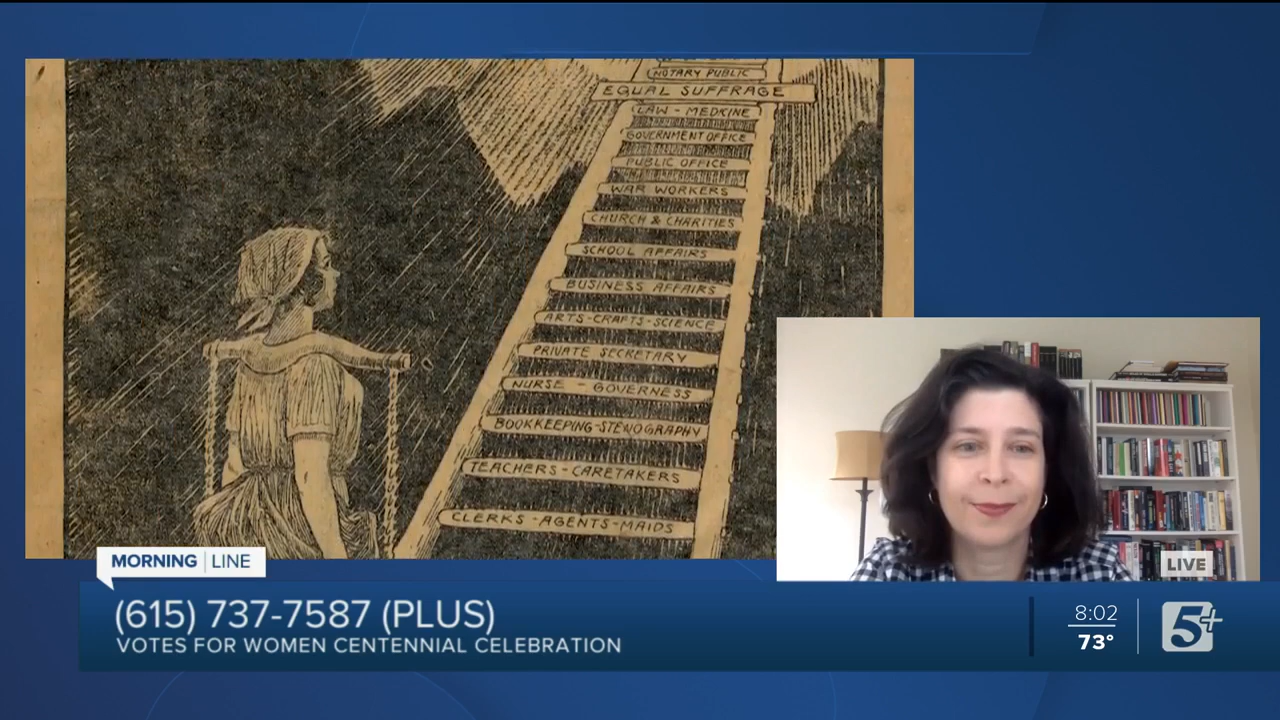 NOTARY PUBLIC
EQUAL SUFFRAGE
LAW - MEDICINE
GOVERNMENT OFFICE
PUBLIC OFFICE
WAR WORKERS
CHURCH & CHARITIES
SCHOOL AFFAIRS
BUSINESS AFFAIRS
ARTS-CRAFTS-SCIENCE
PRIVATE SECRETARY
NURSE - GOVERNESS
BOOKKEEPING-STENOGRAPHY
TEACHERS-CARETAKERS
CLERKS-AGENTS-MAIDS
LIVE
MORNING | LINE
(615) 737-7587 (PLUS)
VOTES FOR WOMEN CENTENNIAL CELEBRATION
8:02
73°
5+